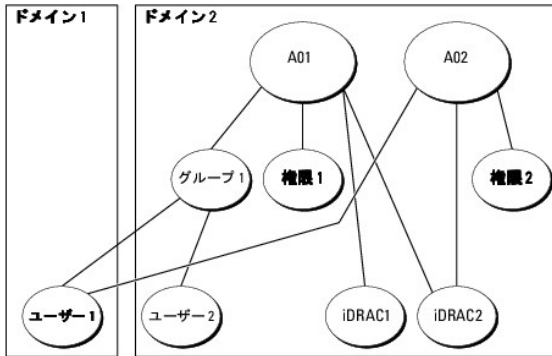 ドメイン1
ドメイン2
A01
A02
グループ1
権限1
権限2
ユーザー1
ユーザー2
iDRAC1
iDRAC2